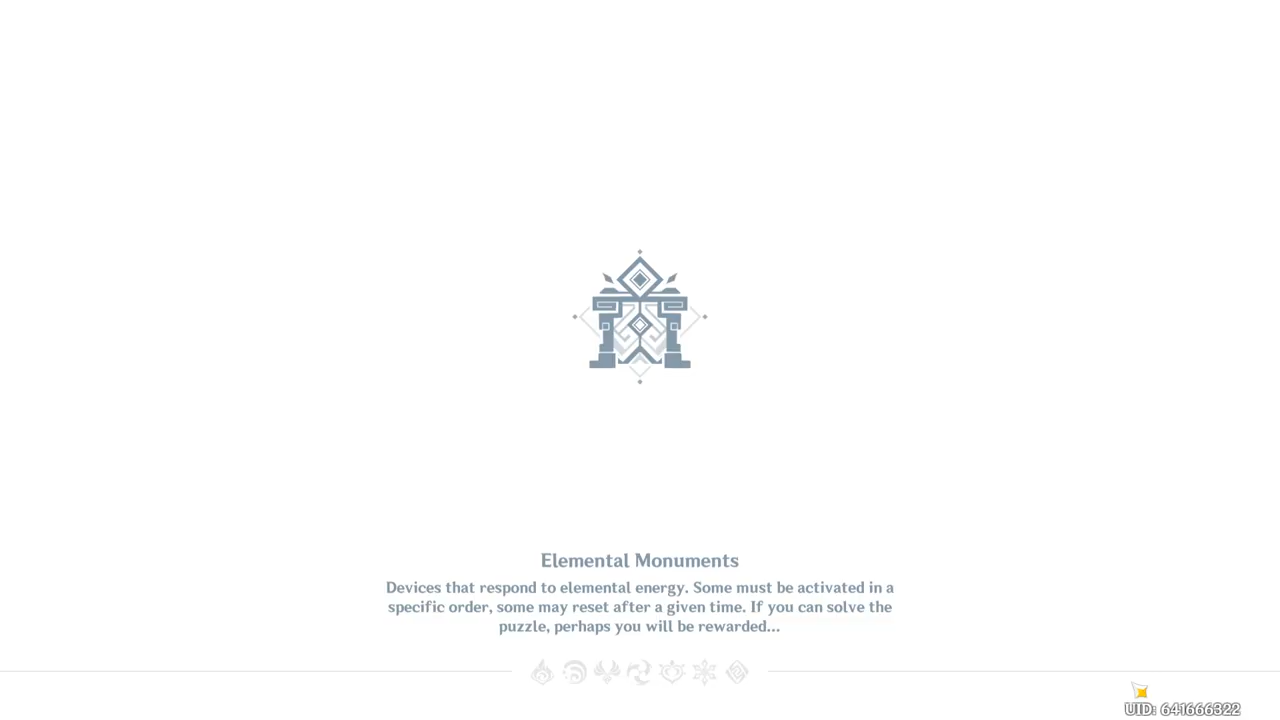 Elemental Monuments
Devices that respond to elemental energy. Some must be activated in a
specific order, some may reset after a given time. If you can solve the
puzzle, perhaps you will be rewarded...
UID: 641666322